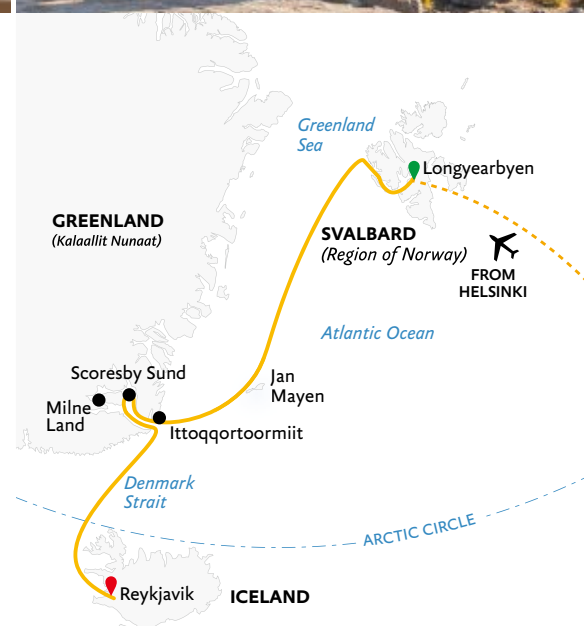 Greenland
Sea
Longyearbyen
GREENLAND
(Kalaallit Nunaat)
SVALBARD
(Region of Norway)
FROM
HELSINKI
Atlantic Ocean
Scoresby Sund
Jan
Mayen
Milne
Land
Ittoqqortoormiit
Denmark
Strait
ARCTIC CIRCLE
Reykjavik
ICELAND